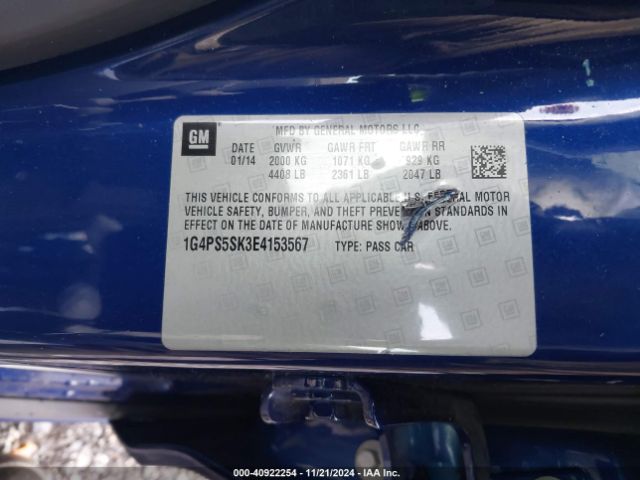 GM
MFD BY GENERAL MOTORS LLC
DATE GVWR GAWR FRT GAWR RR
01/14 2000 KG 1071 KG 929 KG
4408 LB 2361 LB 2047 LB
THIS VEHICLE CONFORMS TO ALL APPLICABLE U.S. FEDERAL MOTOR
VEHICLE SAFETY, BUMPER, AND THEFT PREVENTION STANDARDS IN
EFFECT ON THE DATE OF MANUFACTURE SHOWN ABOVE.
1G4PS5SK3E4153567 TYPE: PASS CAR
500-40922254 - 11/21/2024 - IAA Inc.